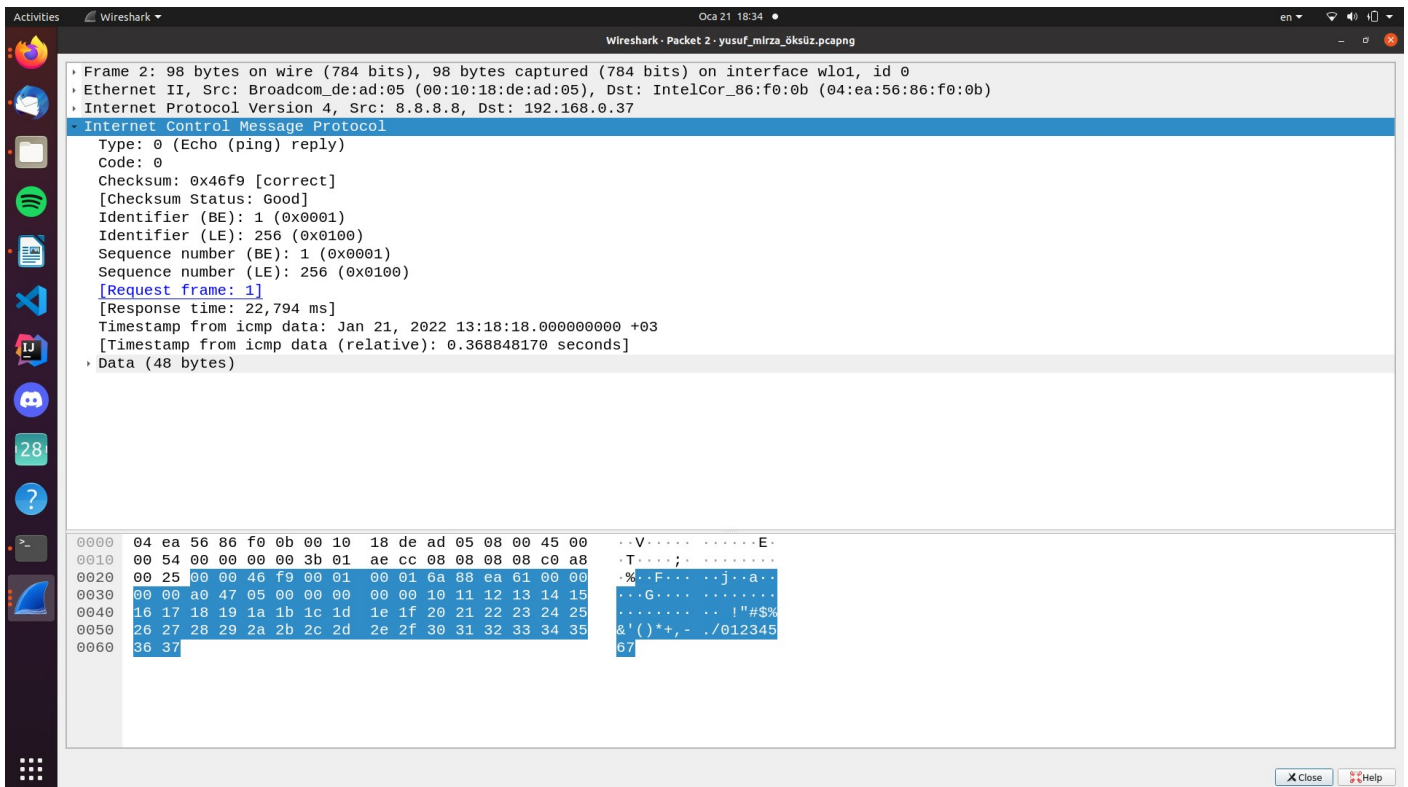 Activities
Wireshark
Oca 21 18:34
en
Wireshark · Packet 2 · yusuf_mirza_öksüz.pcapng
Frame 2: 98 bytes on wire (784 bits), 98 bytes captured (784 bits) on interface wlo1, id 0
Ethernet II, Src: Broadcom_de:ad:05 (00:10:18:de:ad:05), Dst: IntelCor_86:f0:0b (04:ea:56:86:f0:0b)
Internet Protocol Version 4, Src: 8.8.8.8, Dst: 192.168.0.37
Internet Control Message Protocol
Type: 0 (Echo (ping) reply)
Code: 0
Checksum: 0x46f9 [correct]
[Checksum Status: Good]
Identifier (BE): 1 (0x0001)
Identifier (LE): 256 (0x0100)
Sequence number (BE): 1 (0x0001)
Sequence number (LE): 256 (0x0100)
[Request frame: 1]
[Response time: 22,794 ms]
Timestamp from icmp data: Jan 21, 2022 13:18:18.000000000 +03
[Timestamp from icmp data (relative): 0.368848170 seconds]
Data (48 bytes)
IJ
28
?
>_
0000 04 ea 56 86 f0 0b 00 10 18 de ad 05 08 00 45 00 ··V····· ······E·
0010 00 54 00 00 00 00 3b 01 ae cc 08 08 08 08 c0 a8 ·T····;· ········
0020 00 25 00 00 46 f9 00 01 00 01 6a 88 ea 61 00 00 ·%··F··· ··j··a··
0030 00 00 a0 47 05 00 00 00 00 00 10 11 12 13 14 15 ···G···· ········
0040 16 17 18 19 1a 1b 1c 1d 1e 1f 20 21 22 23 24 25 ········ ·· !"#$%
0050 26 27 28 29 2a 2b 2c 2d 2e 2f 30 31 32 33 34 35 &'()*+,- ./012345
0060 36 37 67
Close
Help